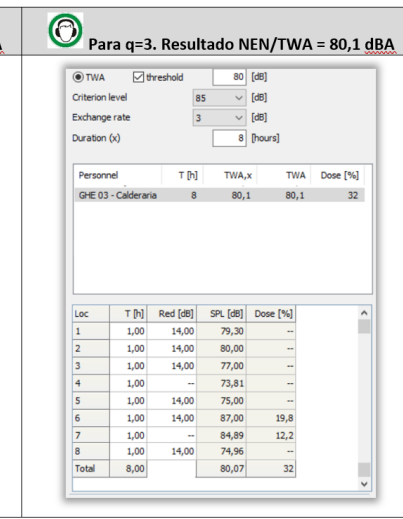 A
Para q=3. Resultado NEN/TWA = 80,1 dBA
TWA threshold 80 [dB]
Criterion level 85 [dB]
Exchange rate 3 [dB]
Duration (x) 8 [hours]
Personnel T [h] TWA,x TWA Dose [%]
GHE 03 - Calderaria 8 80,1 80,1 32
Loc T [h] Red [dB] SPL [dB] Dose [%]
1 1,00 14,00 79,30 --
2 1,00 14,00 80,00 --
3 1,00 14,00 77,00 --
4 1,00 -- 73,81 --
5 1,00 14,00 75,00 --
6 1,00 14,00 87,00 19,8
7 1,00 -- 84,89 12,2
8 1,00 14,00 74,96 --
Total 8,00 80,07 32